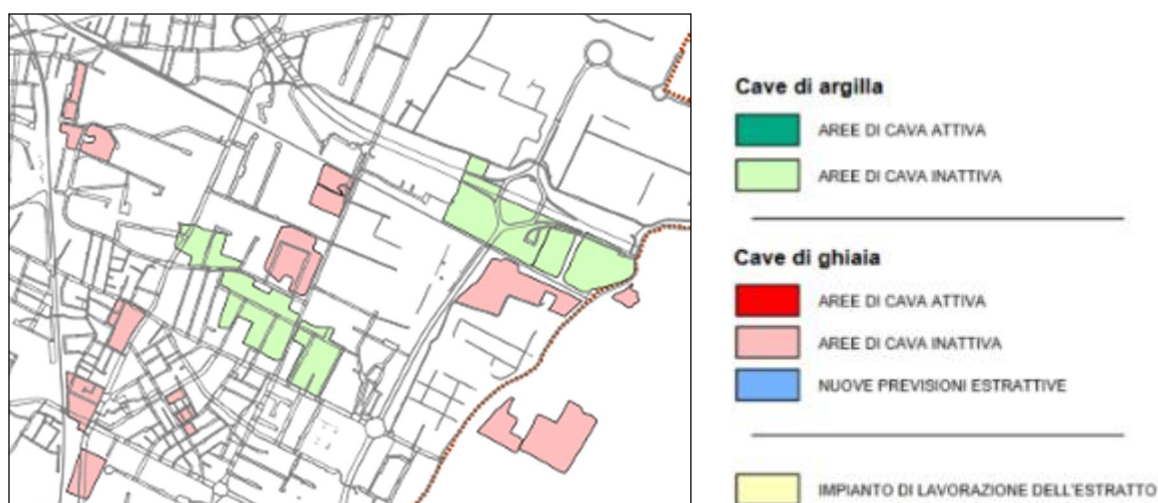 Cave di argilla
AREE DI CAVA ATTIVA
AREE DI CAVA INATTIVA
Cave di ghiaia
AREE DI CAVA ATTIVA
AREE DI CAVA INATTIVA
NUOVE PREVISIONI ESTRATTIVE
IMPIANTO DI LAVORAZIONE DELL'ESTRATTO